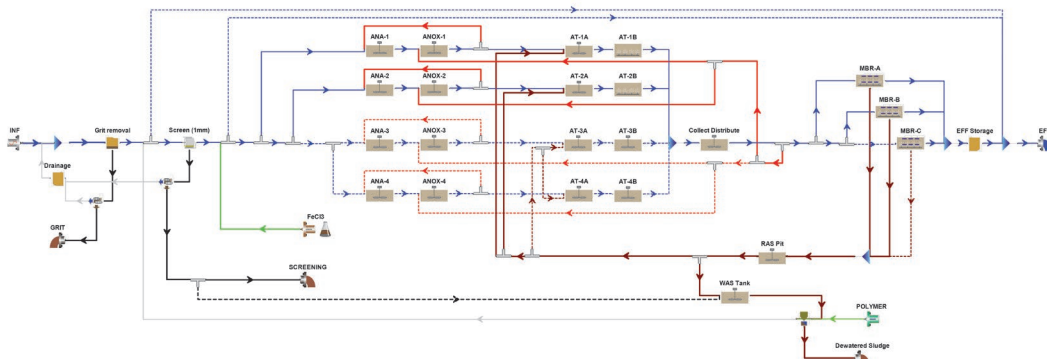 ANA-1 ANOX-1 AT-1A AT-1B
MBR-A
ANA-2 ANOX-2 AT-2A AT-2B
MBR-B
INF Grit removal Screen (1mm) ANA-3 ANOX-3 AT-3A AT-3B Collect Distribute MBR-C EFF Storage EF
Drainage
ANA-4 ANOX-4 AT-4A AT-4B
FeCl3
GRIT
RAS Pit
SCREENING
WAS Tank
POLYMER
Dewatered Sludge